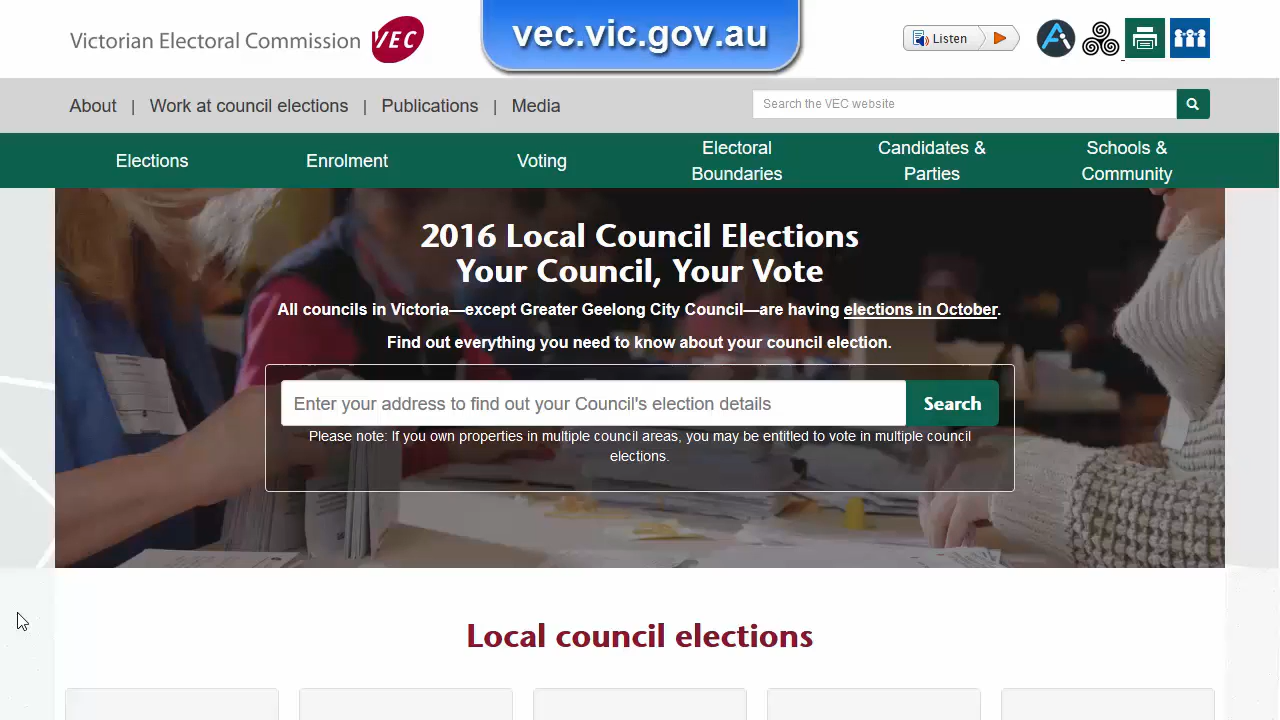 Victorian Electoral Commission VEC
vec.vic.gov.au
Listen
About | Work at council elections | Publications | Media
Search the VEC website
Elections
Enrolment
Voting
Electoral
Boundaries
Candidates &
Parties
Schools &
Community
2016 Local Council Elections
Your Council, Your Vote
All councils in Victoria—except Greater Geelong City Council—are having elections in October.
Find out everything you need to know about your council election.
Enter your address to find out your Council's election details
Search
Please note: If you own properties in multiple council areas, you may be entitled to vote in multiple council
elections.
Local council elections